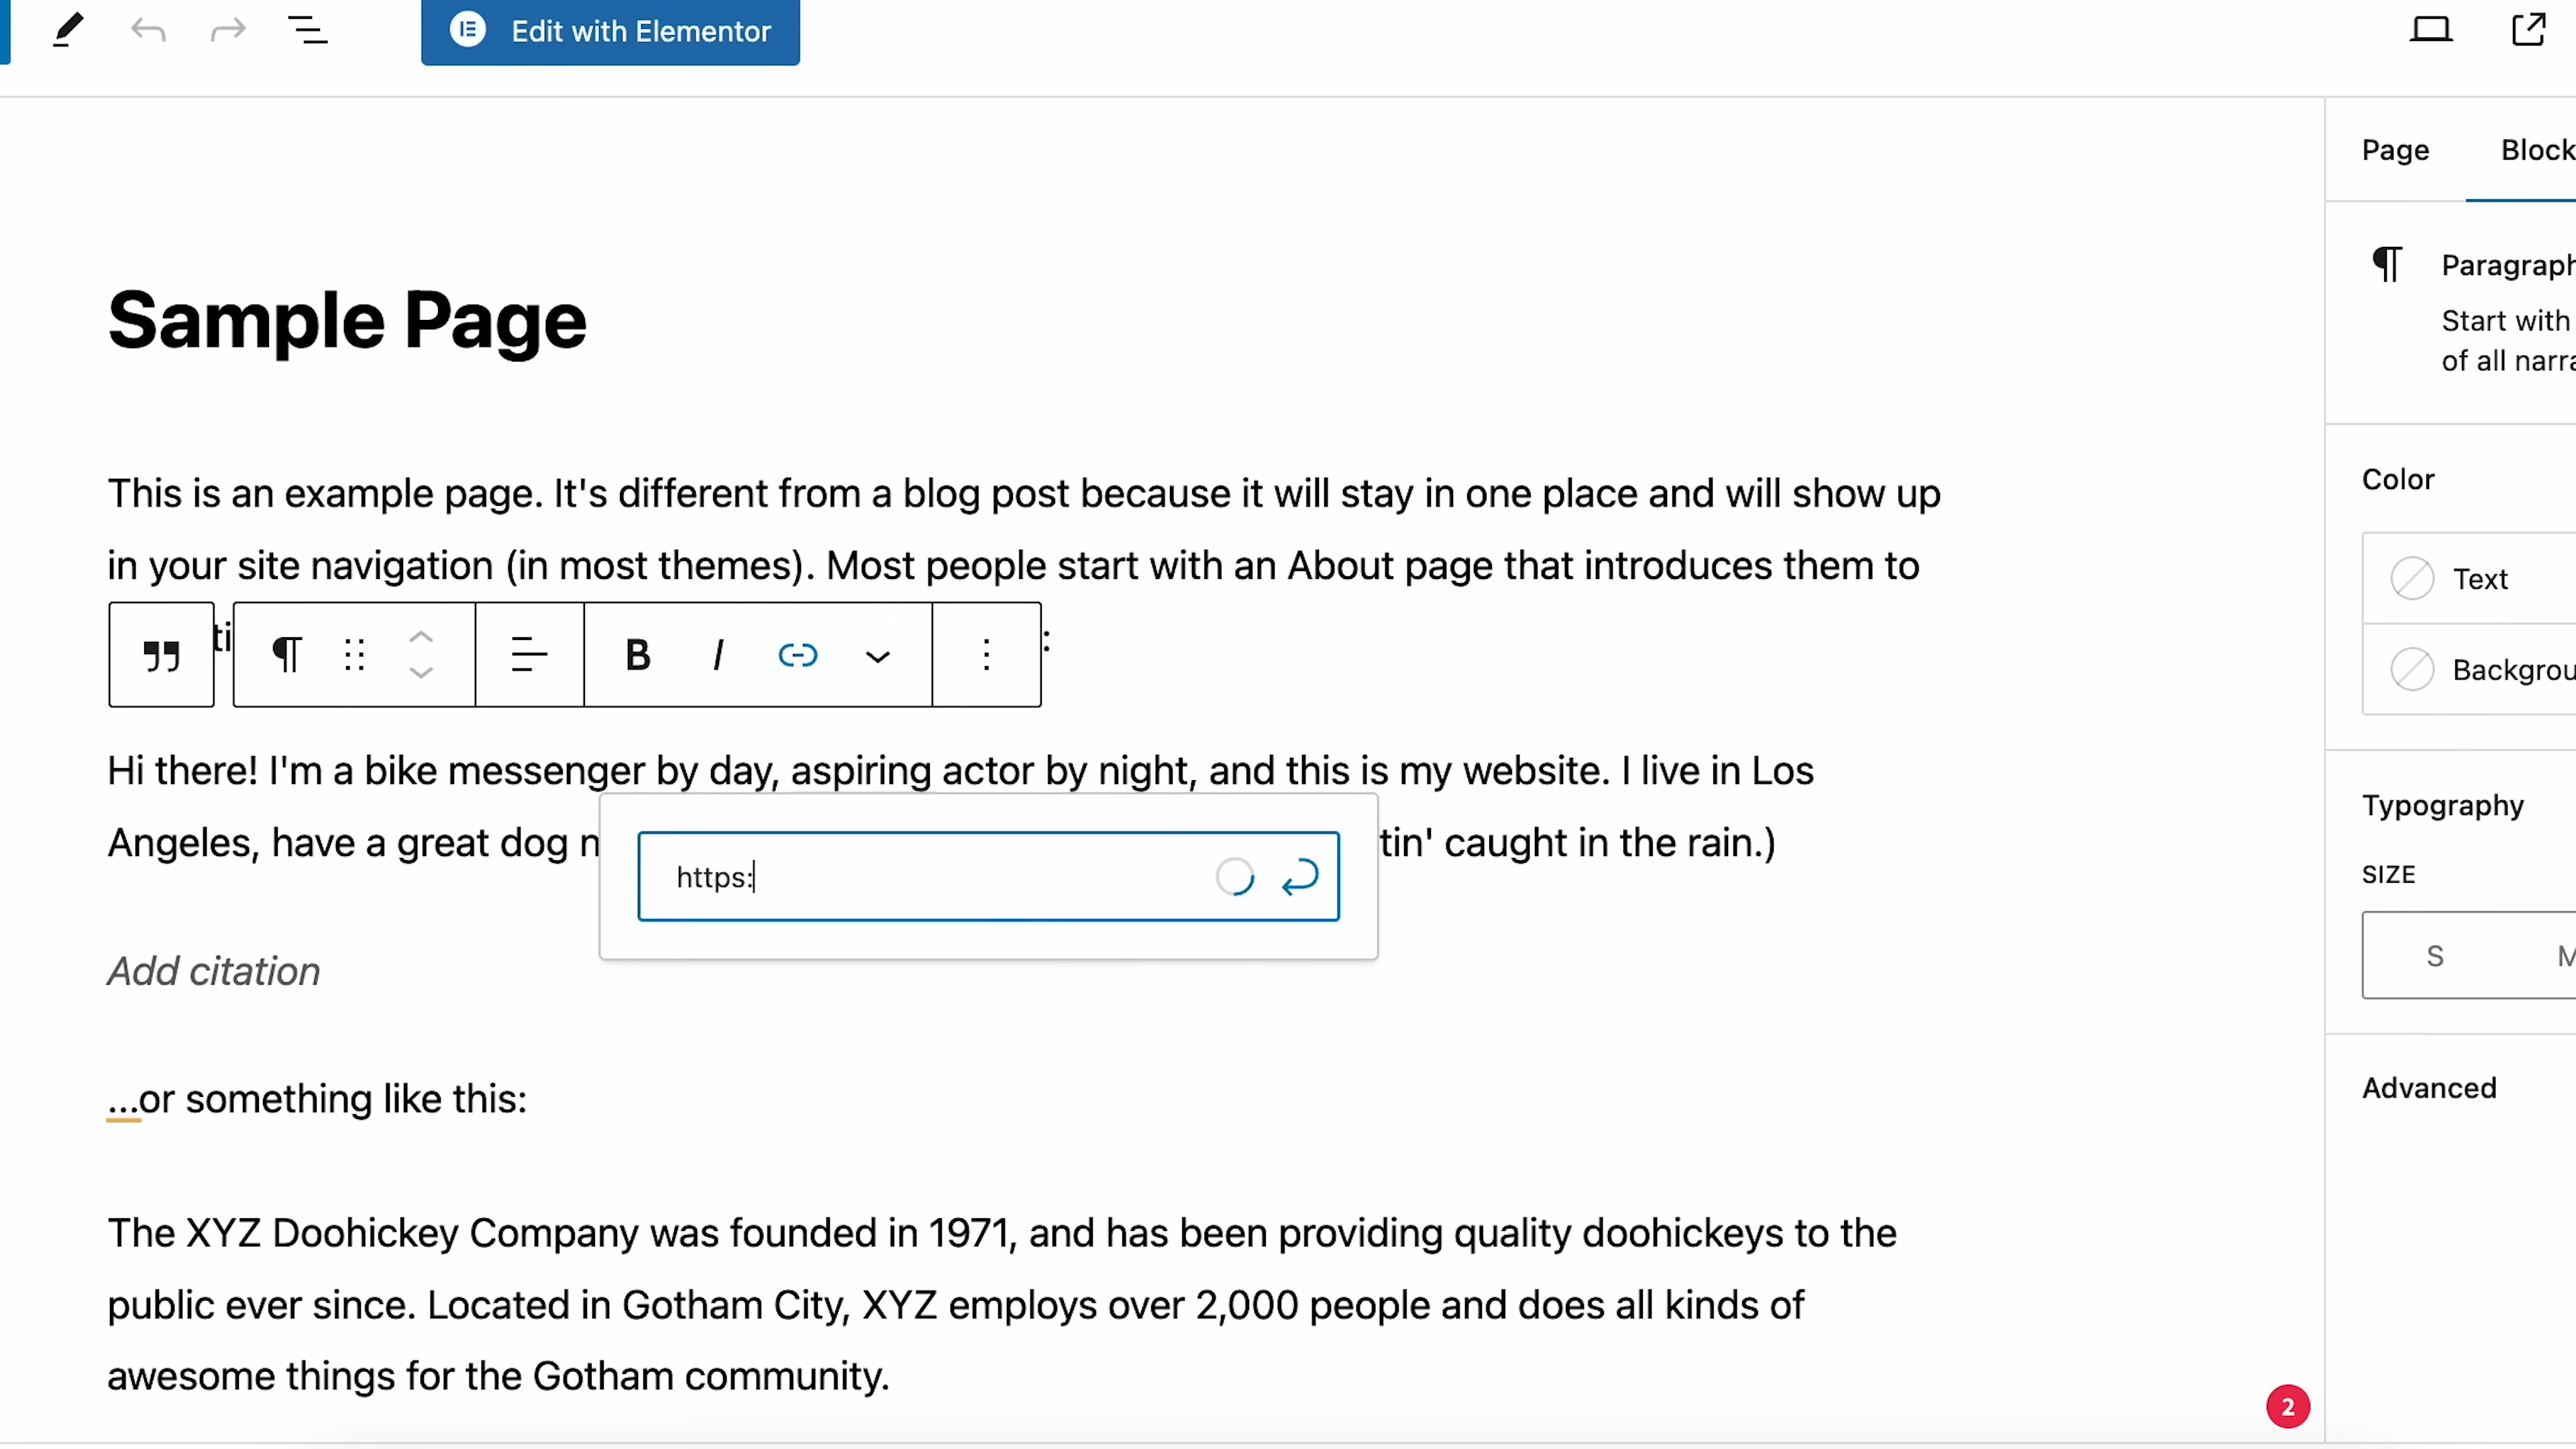 Edit with Elementor
Page Block
Paragraph
Start with
of all narra
Sample Page
This is an example page. It's different from a blog post because it will stay in one place and will show up
in your site navigation (in most themes). Most people start with an About page that introduces them to
ti B I :
Hi there! I'm a bike messenger by day, aspiring actor by night, and this is my website. I live in Los
Angeles, have a great dog n tin' caught in the rain.)
https:
Add citation
...or something like this:
The XYZ Doohickey Company was founded in 1971, and has been providing quality doohickeys to the
public ever since. Located in Gotham City, XYZ employs over 2,000 people and does all kinds of
awesome things for the Gotham community.
Color
Text
Backgrou
Typography
SIZE
S M
Advanced
2